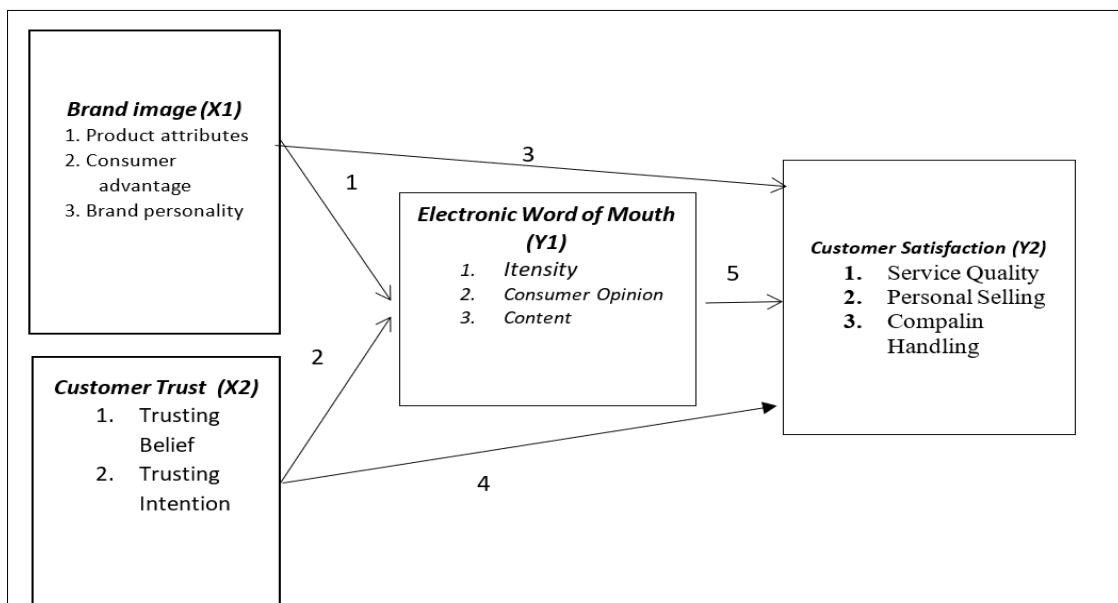 Brand image (X1)
1. Product attributes
2. Consumer
advantage
3. Brand personality
Customer Trust (X2)
1. Trusting
Belief
2. Trusting
Intention
1
2
3
4
5
Electronic Word of Mouth
(Y1)
1. Itensity
2. Consumer Opinion
3. Content
Customer Satisfaction (Y2)
1. Service Quality
2. Personal Selling
3. Compalin
Handling